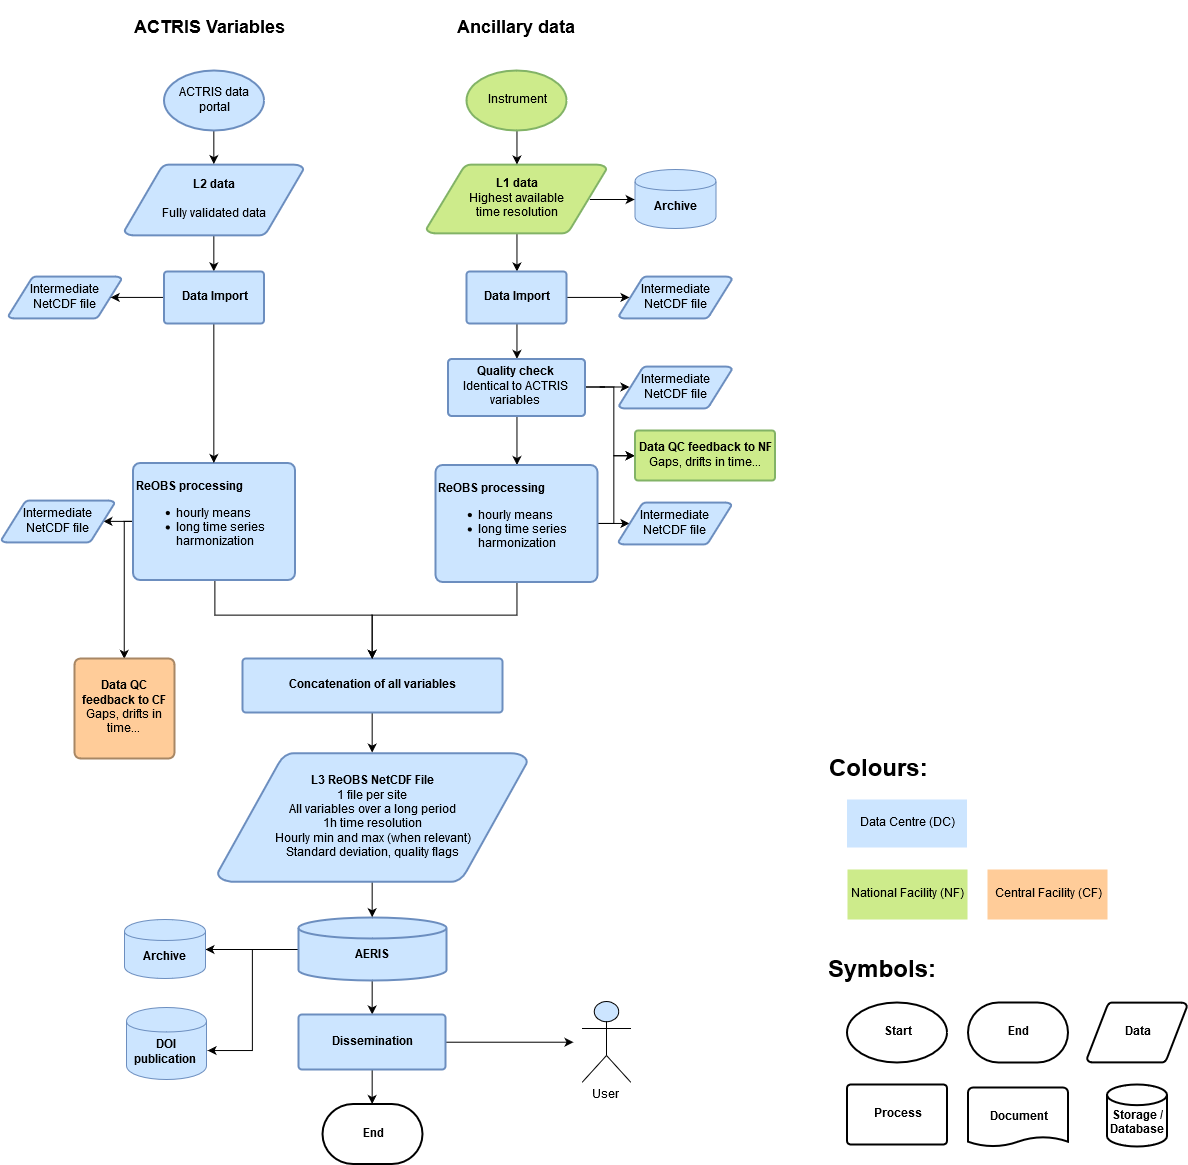 ACTRIS Variables
Ancillary data
ACTRIS data
portal
Instrument
L2 data
Fully validated data
L1 data
Highest available
time resolution
Archive
Intermediate
NetCDF file
Data Import
Data Import
Intermediate
NetCDF file
Quality check
Identical to ACTRIS
variables
Intermediate
NetCDF file
Data QC feedback to NF
Gaps, drifts in time...
ReOBS processing
• hourly means
• long time series
harmonization
Intermediate
NetCDF file
ReOBS processing
• hourly means
• long time series
harmonization
Intermediate
NetCDF file
Data QC
feedback to CF
Gaps, drifts in
time...
Concatenation of all variables
L3 ReOBS NetCDF File
1 file per site
All variables over a long period
1h time resolution
Hourly min and max (when relevant)
Standard deviation, quality flags
AERIS
Archive
DOI
publication
Dissemination
User
End
Colours:
Data Centre (DC)
National Facility (NF)
Central Facility (CF)
Symbols:
Start
End
Data
Process
Document
Storage /
Database